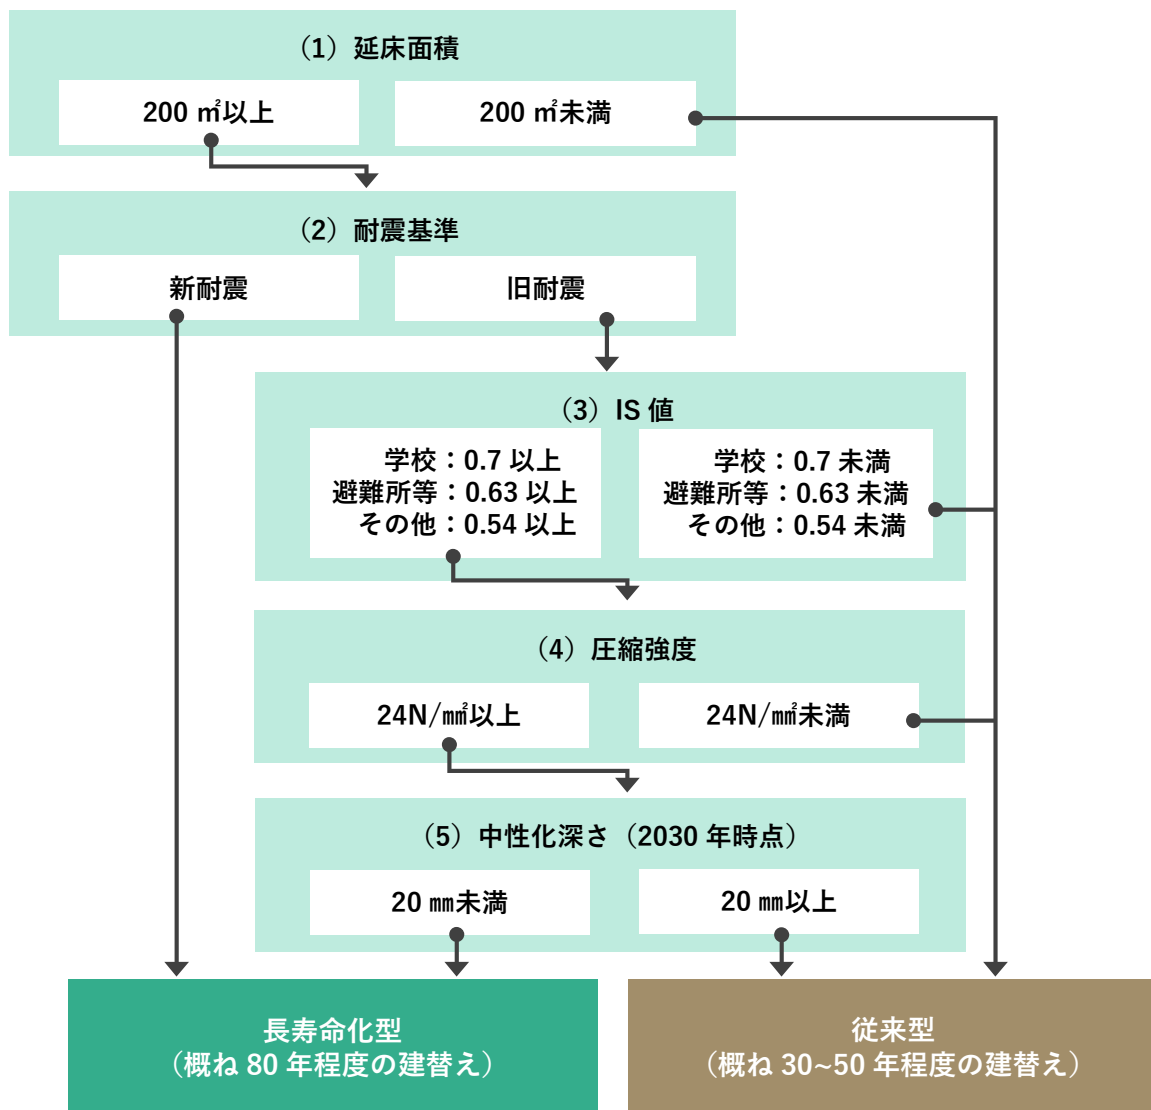 （1）延床面積
200 ㎡以上
200 ㎡未満
（2）耐震基準
新耐震
旧耐震
（3）IS 値
学校：0.7 以上
避難所等：0.63 以上
その他：0.54 以上
学校：0.7 未満
避難所等：0.63 未満
その他：0.54 未満
（4）圧縮強度
24N/㎟以上
24N/㎟未満
（5）中性化深さ（2030 年時点）
20 ㎜未満
20 ㎜以上
長寿命化型
（概ね 80 年程度の建替え）
従来型
（概ね 30~50 年程度の建替え）